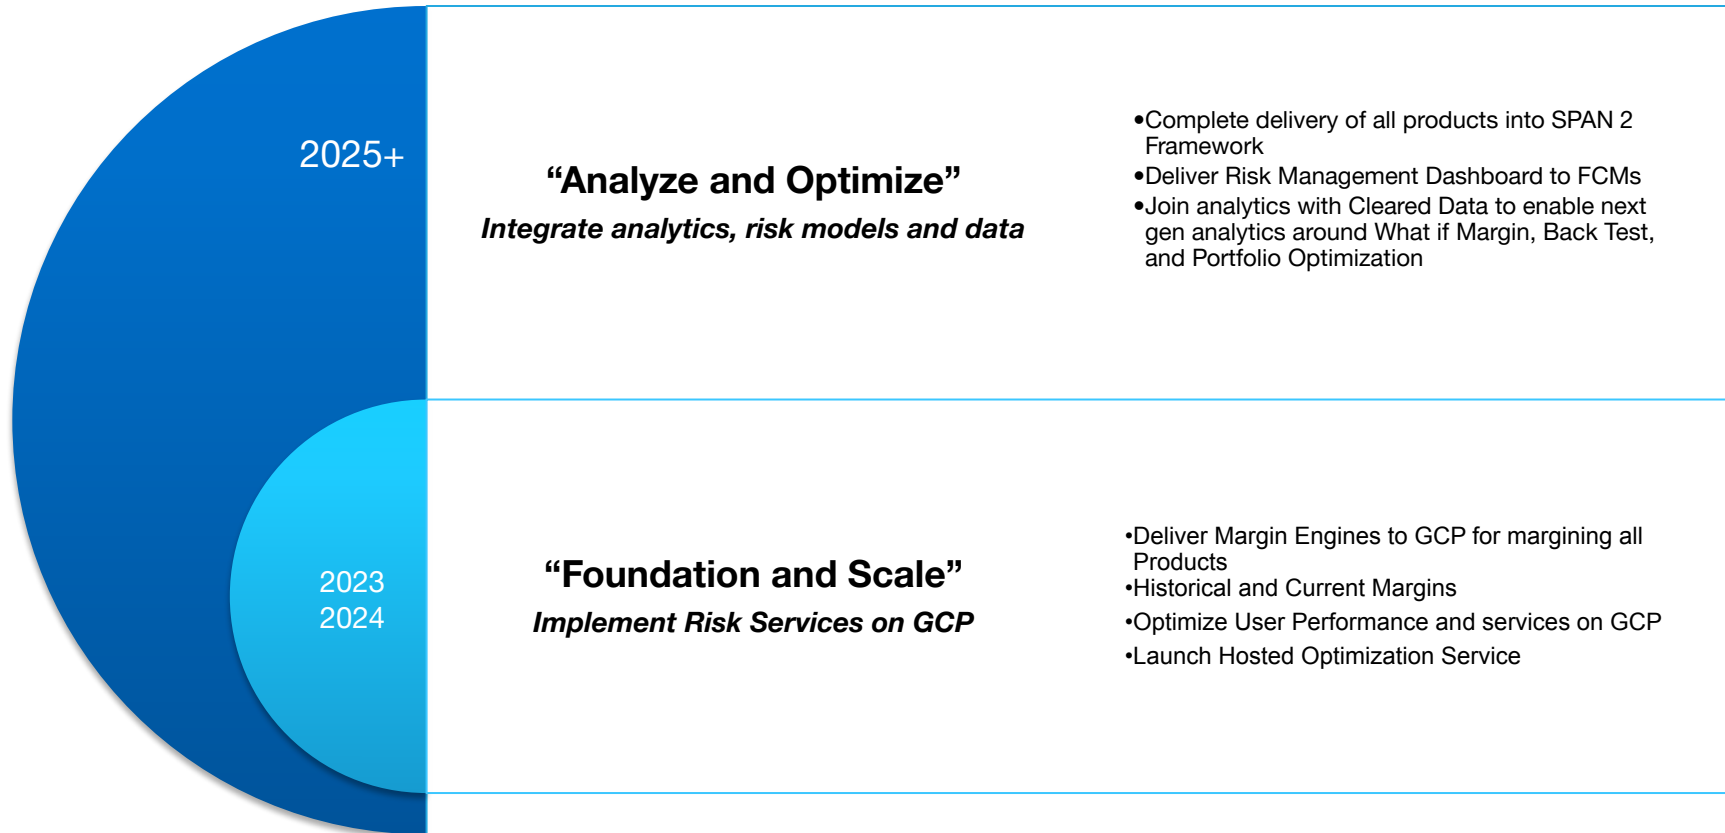 2025+
“Analyze and Optimize”
Integrate analytics, risk models and data
•Complete delivery of all products into SPAN 2
Framework
•Deliver Risk Management Dashboard to FCMs
•Join analytics with Cleared Data to enable next
gen analytics around What if Margin, Back Test,
and Portfolio Optimization
2023
2024
“Foundation and Scale”
Implement Risk Services on GCP
•Deliver Margin Engines to GCP for margining all
Products
•Historical and Current Margins
•Optimize User Performance and services on GCP
•Launch Hosted Optimization Service